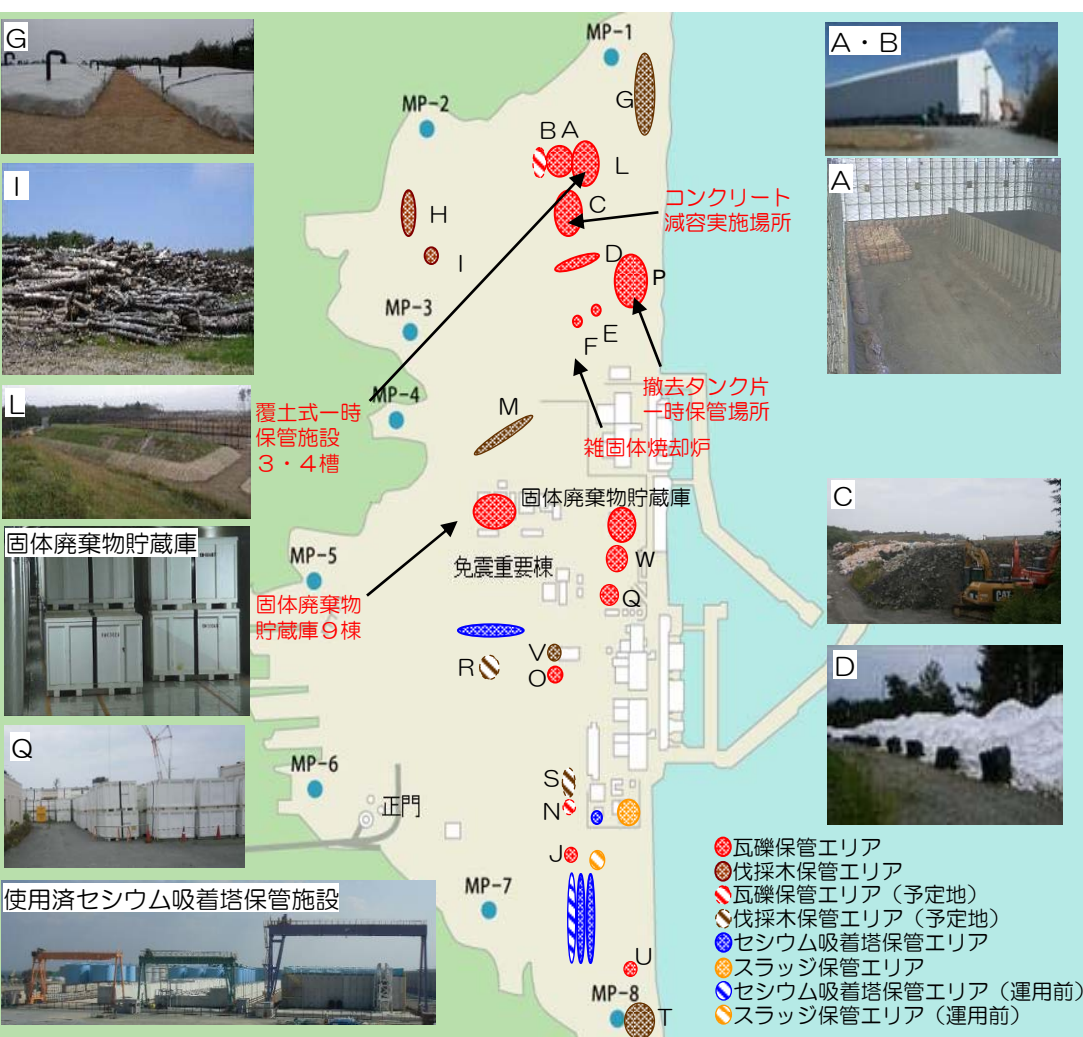 G
I
L
固体廃棄物貯蔵庫
Q
使用済セシウム吸着塔保管施設
MP-1
G
MP-2
B A
L
C
H
I
D
P
MP-3
E
F
MP-4
M
コンクリート
減容実施場所
撤去タンク片
一時保管場所
雑固体焼却炉
覆土式一時
保管施設
3・4槽
固体廃棄物貯蔵庫
免震重要棟
W
Q
MP-5
固体廃棄物
貯蔵庫9棟
V
R
O
MP-6
正門
S
N
J
MP-7
U
MP-8
T
A・B
A
C
CAT
D
瓦礫保管エリア
伐採木保管エリア
瓦礫保管エリア（予定地）
伐採木保管エリア（予定地）
セシウム吸着塔保管エリア
スラッジ保管エリア
セシウム吸着塔保管エリア（運用前）
スラッジ保管エリア（運用前）